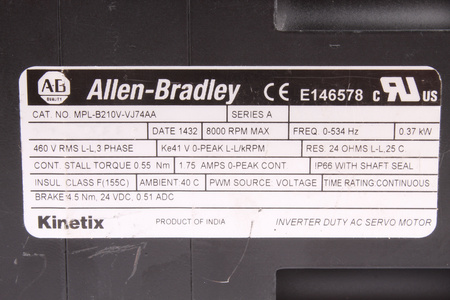 AB QUALITY Allen-Bradley CE E146578 c RU US
CAT. NO. MPL-B210V-VJ74AA SERIES A
DATE 1432 8000 RPM MAX FREQ. 0-534 Hz 0.37 kW
460 V RMS L-L,3 PHASE Ke41 V 0-PEAK L-L/kRPM RES: 24 OHMS L-L,25 C
CONT. STALL TORQUE 0.55 Nm 1.75 AMPS 0-PEAK CONT IP66 WITH SHAFT SEAL
INSUL. CLASS F(155C) AMBIENT 40 C PWM SOURCE: VOLTAGE TIME RATING:CONTINUOUS
BRAKE 4.5 Nm, 24 VDC, 0.51 ADC
Kinetix PRODUCT OF INDIA INVERTER DUTY AC SERVO MOTOR